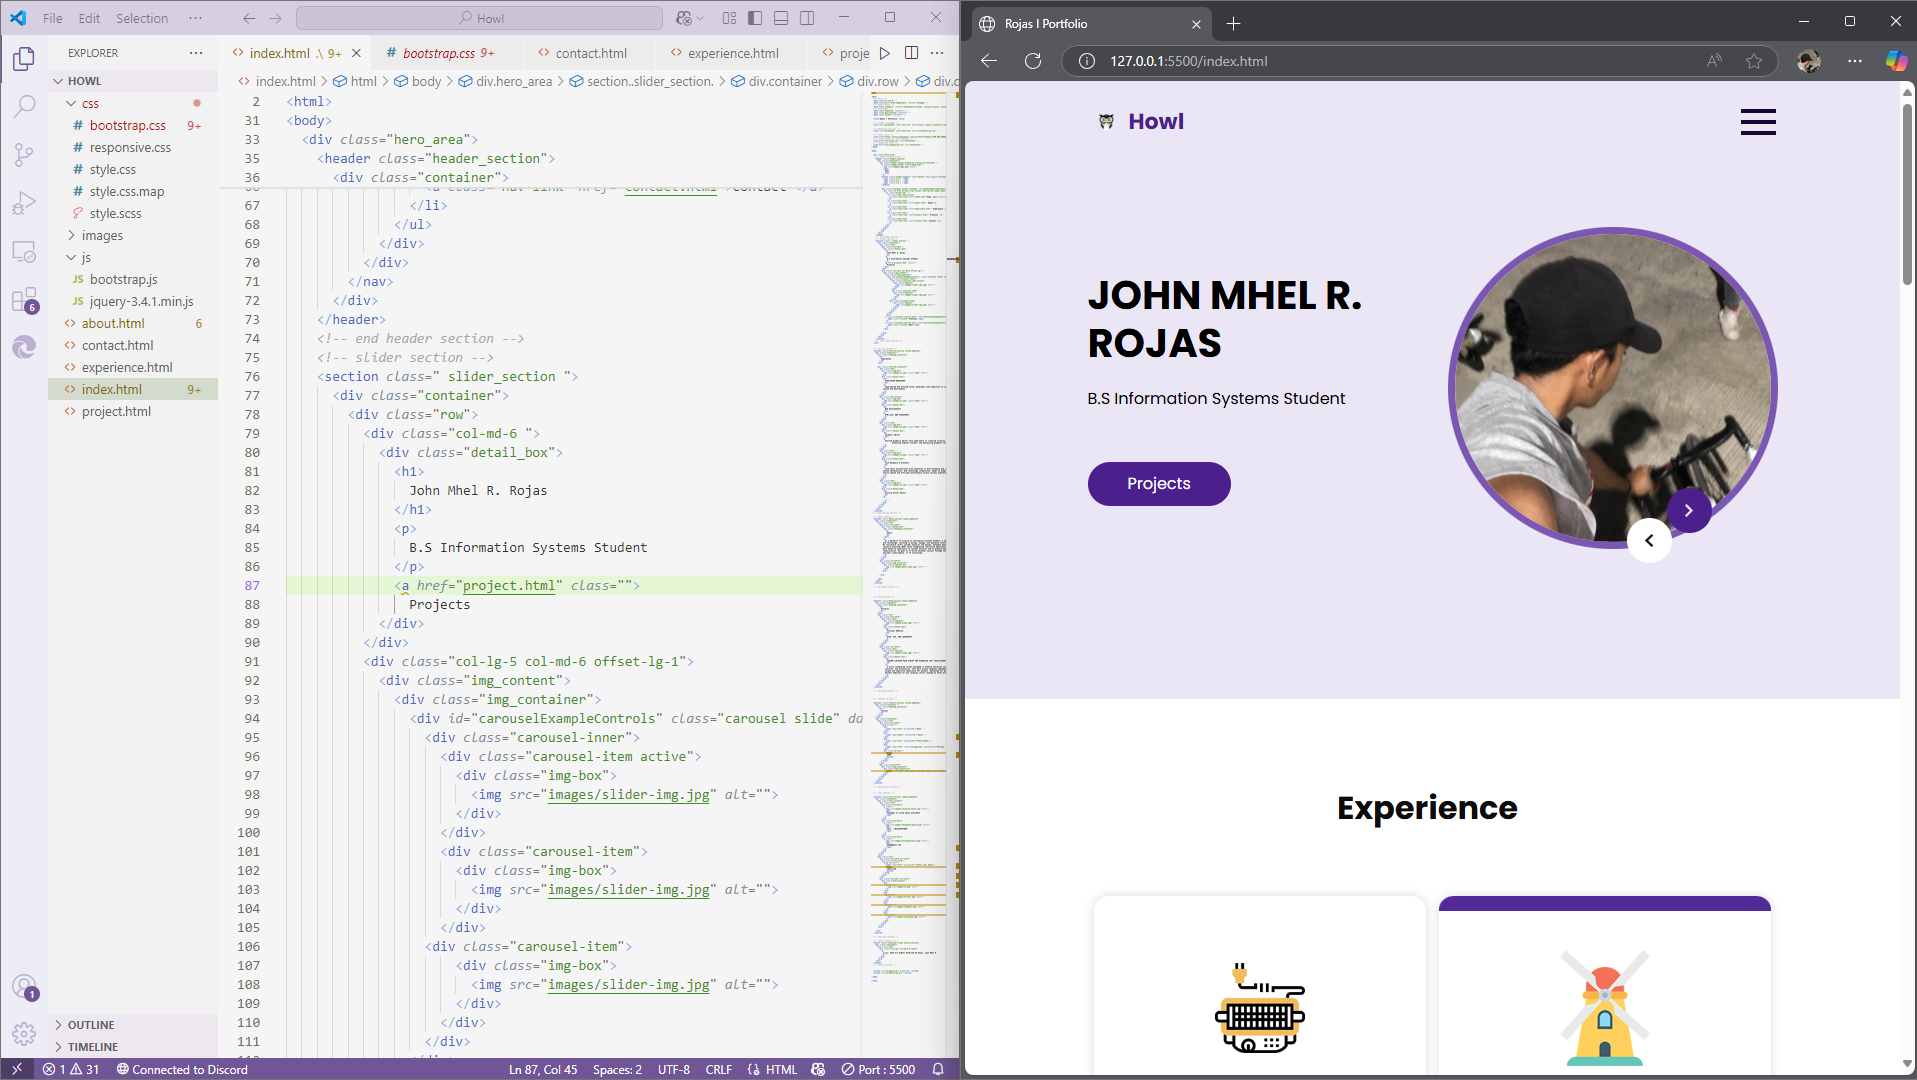 File Edit Selection ···
Howl
EXPLORER
HOWL
css
bootstrap.css 9+
responsive.css
style.css
style.css.map
style.scss
images
js
bootstrap.js
jquery-3.4.1.min.js
about.html 6
contact.html
experience.html
index.html 9+
project.html
OUTLINE
TIMELINE
6
1
index.html .\ 9+
bootstrap.css 9+
contact.html
experience.html
proje
index.html > html > body > div.hero_area > section.slider_section. > div.container > div.row > div.c
2 <html>
31 <body>
33 <div class="hero_area">
35 <header class="header_section">
36 <div class="container">
67 </li>
68 </ul>
69 </div>
70 </div>
71 </nav>
72 </div>
73 </header>
74 <!-- end header section -->
75 <!-- slider section -->
76 <section class=" slider_section ">
77 <div class="container">
78 <div class="row">
79 <div class="col-md-6 ">
80 <div class="detail_box">
81 <h1>
82 John Mhel R. Rojas
83 </h1>
84 <p>
85 B.S Information Systems Student
86 </p>
87 <a href="project.html" class="">
88 Projects
89 </div>
90 </div>
91 <div class="col-lg-5 col-md-6 offset-lg-1">
92 <div class="img_content">
93 <div class="img_container">
94 <div id="carouselExampleControls" class="carousel slide" da
95 <div class="carousel-inner">
96 <div class="carousel-item active">
97 <div class="img-box">
98 <img src="images/slider-img.jpg" alt="">
99 </div>
100 </div>
101 <div class="carousel-item">
102 <div class="img-box">
103 <img src="images/slider-img.jpg" alt="">
104 </div>
105 </div>
106 <div class="carousel-item">
107 <div class="img-box">
108 <img src="images/slider-img.jpg" alt="">
109 </div>
110 </div>
111 </div>
1 31 Connected to Discord
Ln 87, Col 45 Spaces: 2 UTF-8 CRLF HTML Port : 5500
Rojas I Portfolio
127.0.0.1:5500/index.html
Howl
JOHN MHEL R.
ROJAS
B.S Information Systems Student
Projects
Experience